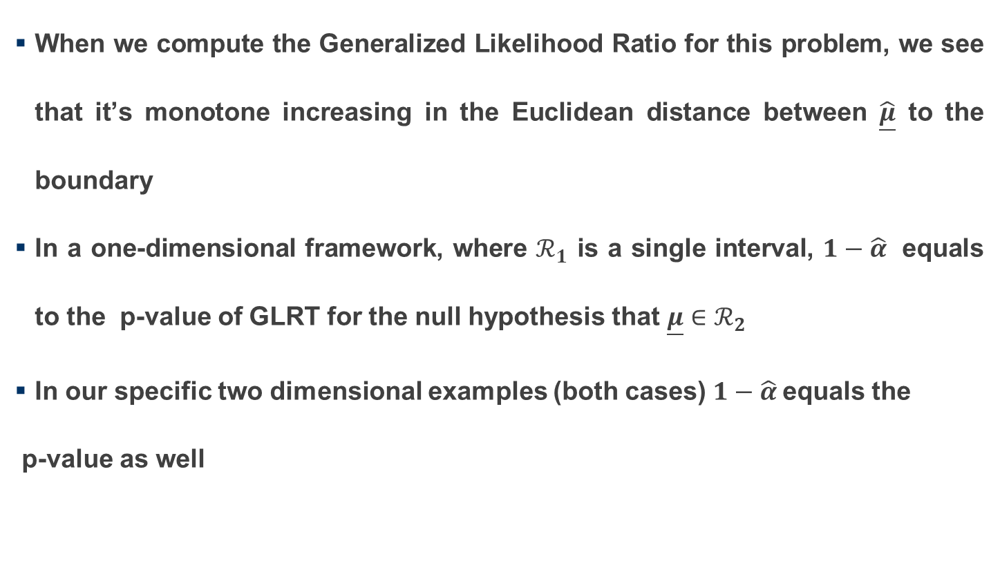 ▪ When we compute the Generalized Likelihood Ratio for this problem, we see
that it’s monotone increasing in the Euclidean distance between $\underline{\hat{\mu}}$ to the
boundary
▪ In a one-dimensional framework, where $\mathcal{R}_1$ is a single interval, $1 - \hat{\alpha}$ equals
to the p-value of GLRT for the null hypothesis that $\underline{\mu} \in \mathcal{R}_2$
▪ In our specific two dimensional examples (both cases) $1 - \hat{\alpha}$ equals the
p-value as well